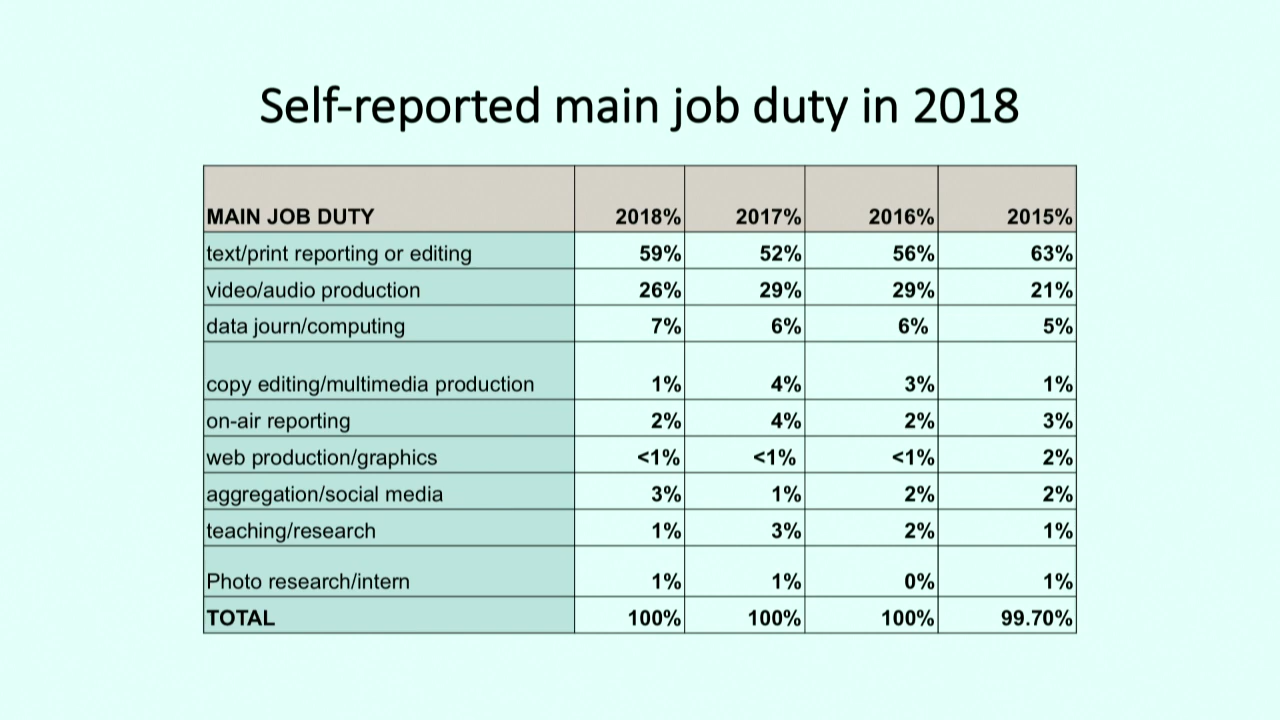 Self-reported main job duty in 2018
MAIN JOB DUTY 2018% 2017% 2016% 2015%
text/print reporting or editing 59% 52% 56% 63%
video/audio production 26% 29% 29% 21%
data journ/computing 7% 6% 6% 5%
copy editing/multimedia production 1% 4% 3% 1%
on-air reporting 2% 4% 2% 3%
web production/graphics <1% <1% <1% 2%
aggregation/social media 3% 1% 2% 2%
teaching/research 1% 3% 2% 1%
Photo research/intern 1% 1% 0% 1%
TOTAL 100% 100% 100% 99.70%